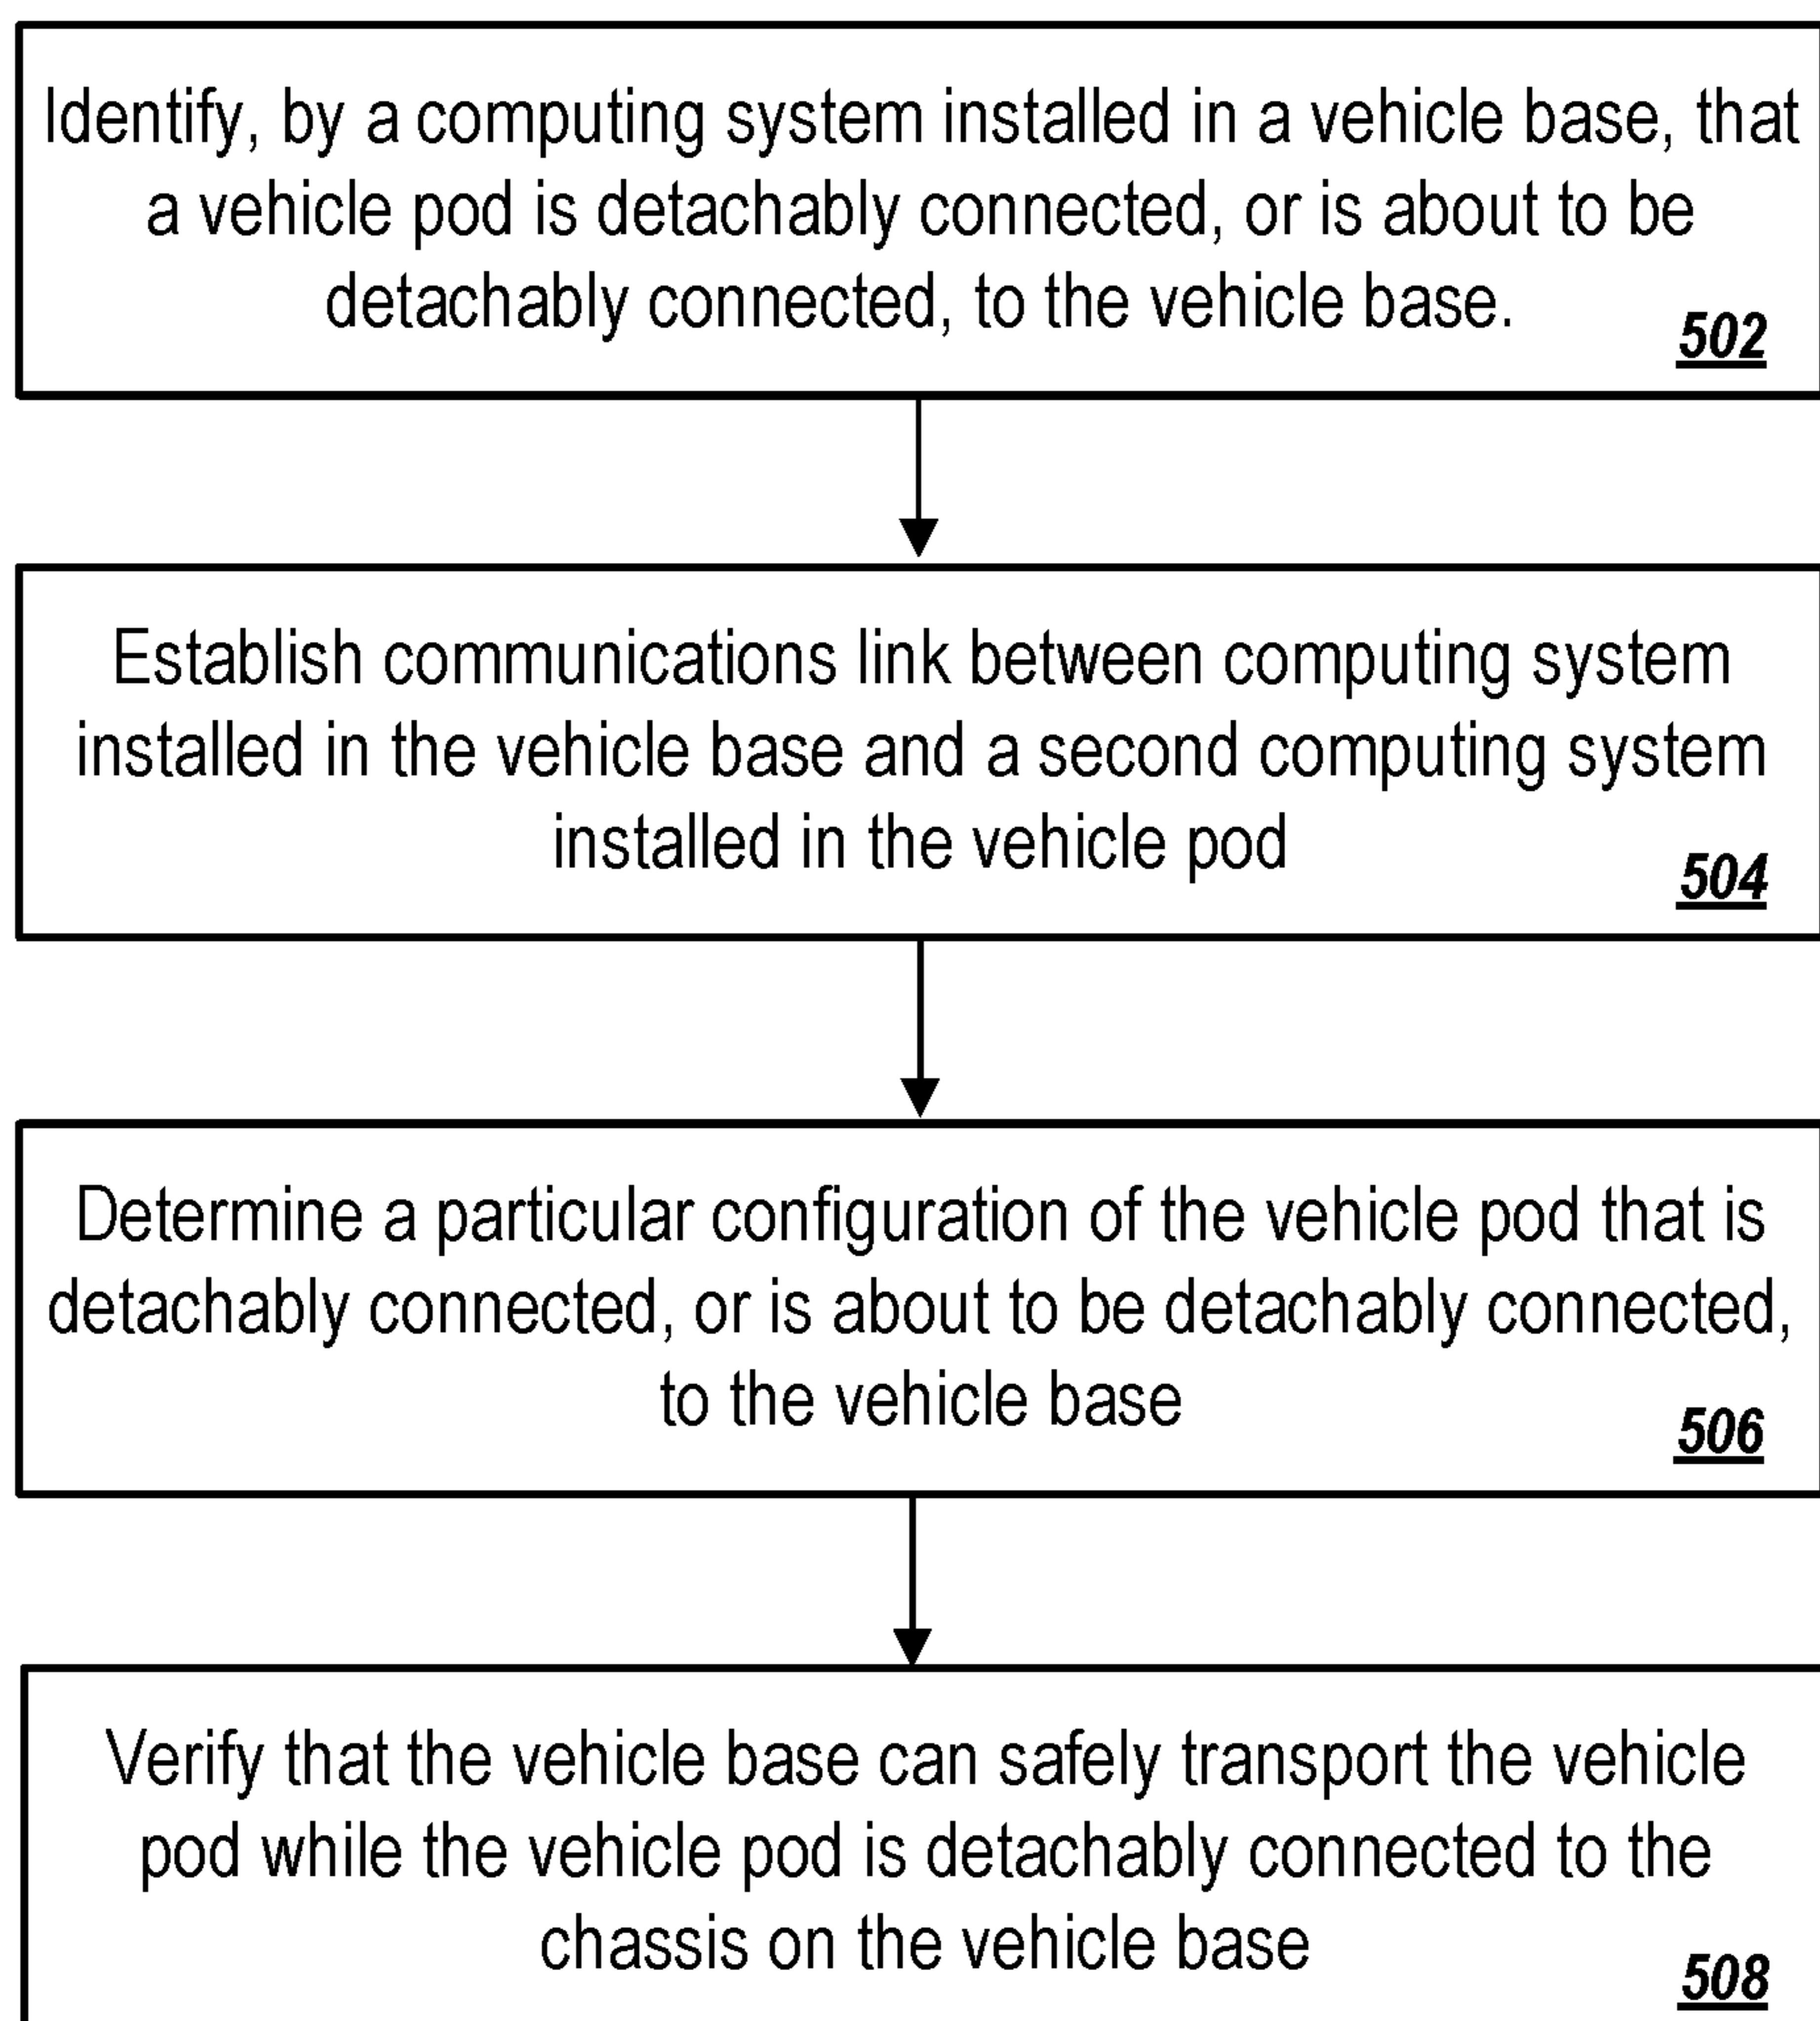 Identify, by a computing system installed in a vehicle base, that
a vehicle pod is detachably connected, or is about to be
detachably connected, to the vehicle base.
502
Establish communications link between computing system
installed in the vehicle base and a second computing system
installed in the vehicle pod
504
Determine a particular configuration of the vehicle pod that is
detachably connected, or is about to be detachably connected,
to the vehicle base
506
Verify that the vehicle base can safely transport the vehicle
pod while the vehicle pod is detachably connected to the
chassis on the vehicle base
508